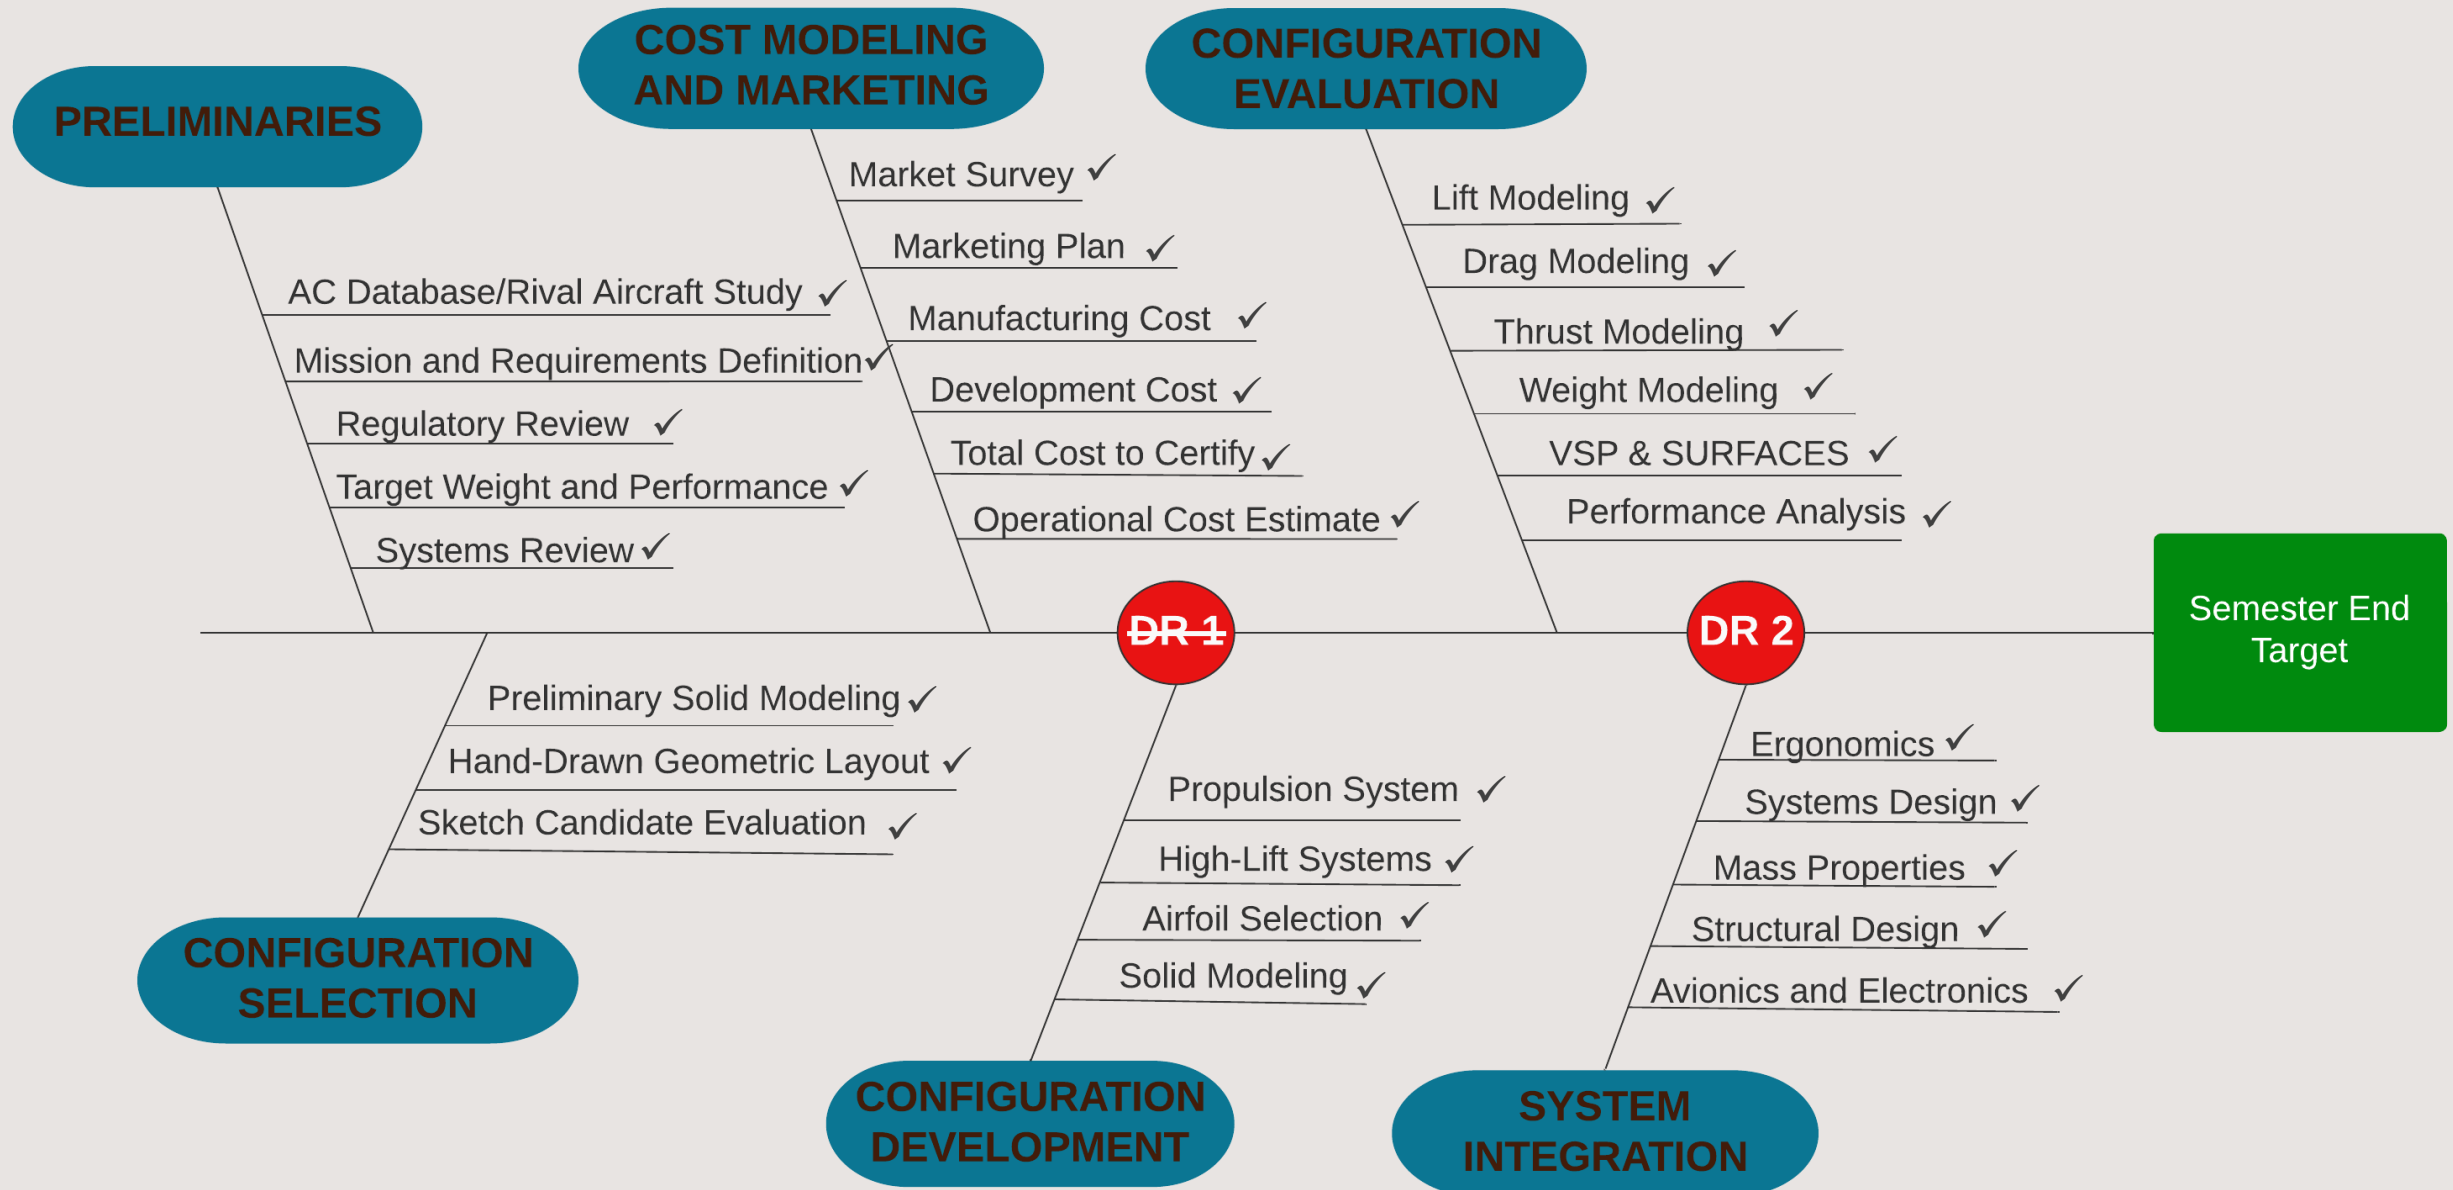 PRELIMINARIES
AC Database/Rival Aircraft Study ✓
Mission and Requirements Definition ✓
Regulatory Review ✓
Target Weight and Performance ✓
Systems Review ✓
COST MODELING
AND MARKETING
Market Survey ✓
Marketing Plan ✓
Manufacturing Cost ✓
Development Cost ✓
Total Cost to Certify ✓
Operational Cost Estimate ✓
CONFIGURATION
EVALUATION
Lift Modeling ✓
Drag Modeling ✓
Thrust Modeling ✓
Weight Modeling ✓
VSP & SURFACES ✓
Performance Analysis ✓
DR 1
DR 2
Semester End
Target
Preliminary Solid Modeling ✓
Hand-Drawn Geometric Layout ✓
Sketch Candidate Evaluation ✓
CONFIGURATION
SELECTION
Propulsion System ✓
High-Lift Systems ✓
Airfoil Selection ✓
Solid Modeling ✓
CONFIGURATION
DEVELOPMENT
Ergonomics ✓
Systems Design ✓
Mass Properties ✓
Structural Design ✓
Avionics and Electronics ✓
SYSTEM
INTEGRATION